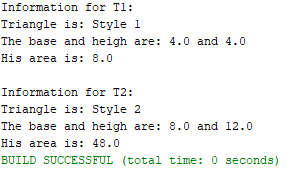 Information for T1:
Triangle is: Style 1
The base and heigh are: 4.0 and 4.0
His area is: 8.0

Information for T2:
Triangle is: Style 2
The base and heigh are: 8.0 and 12.0
His area is: 48.0
BUILD SUCCESSFUL (total time: 0 seconds)